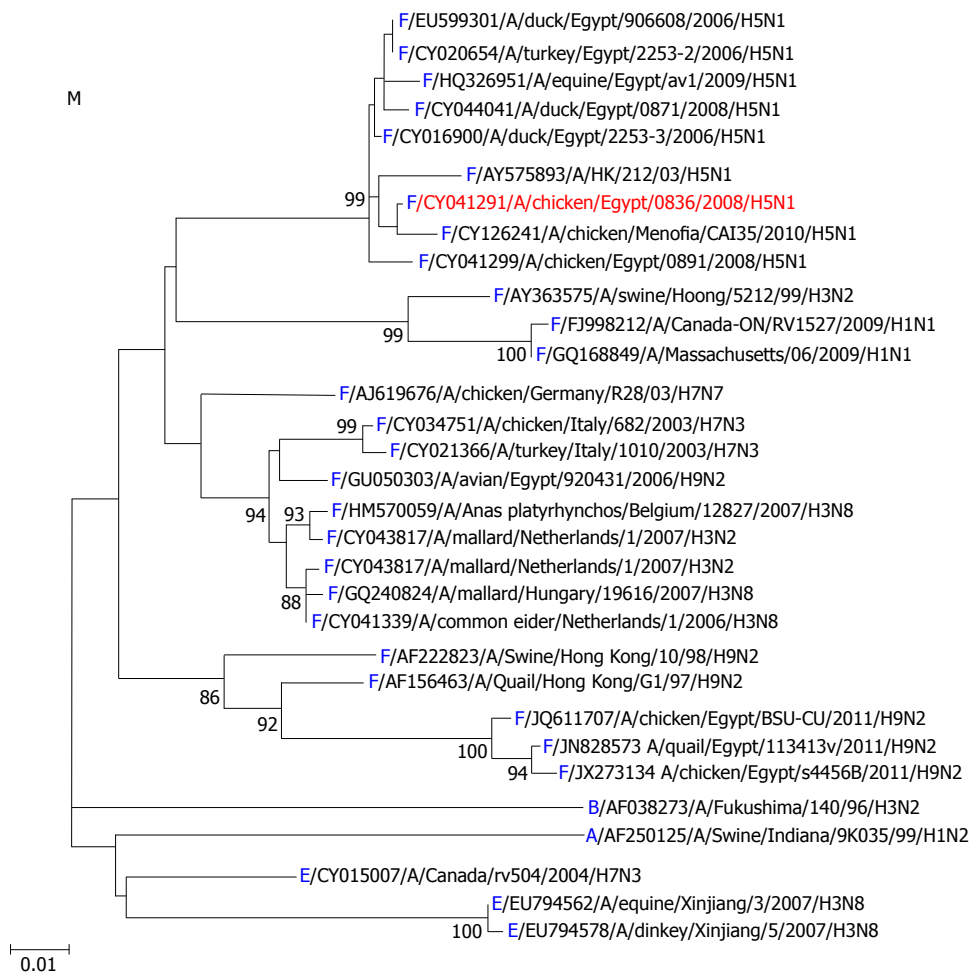 F/EU599301/A/duck/Egypt/906608/2006/H5N1
F/CY020654/A/turkey/Egypt/2253-2/2006/H5N1
F/HQ326951/A/equine/Egypt/av1/2009/H5N1
M
F/CY044041/A/duck/Egypt/0871/2008/H5N1
F/CY016900/A/duck/Egypt/2253-3/2006/H5N1
F/AY575893/A/HK/212/03/H5N1
99
F/CY041291/A/chicken/Egypt/0836/2008/H5N1
F/CY126241/A/chicken/Menofia/CAI35/2010/H5N1
F/CY041299/A/chicken/Egypt/0891/2008/H5N1
F/AY363575/A/swine/Hoong/5212/99/H3N2
F/FJ998212/A/Canada-ON/RV1527/2009/H1N1
99
100
F/GQ168849/A/Massachusetts/06/2009/H1N1
F/AJ619676/A/chicken/Germany/R28/03/H7N7
99
F/CY034751/A/chicken/Italy/682/2003/H7N3
F/CY021366/A/turkey/Italy/1010/2003/H7N3
F/GU050303/A/avian/Egypt/920431/2006/H9N2
94
93
F/HM570059/A/Anas platyrhynchos/Belgium/12827/2007/H3N8
F/CY043817/A/mallard/Netherlands/1/2007/H3N2
F/CY043817/A/mallard/Netherlands/1/2007/H3N2
F/GQ240824/A/mallard/Hungary/19616/2007/H3N8
88
F/CY041339/A/common eider/Netherlands/1/2006/H3N8
F/AF222823/A/Swine/Hong Kong/10/98/H9N2
F/AF156463/A/Quail/Hong Kong/G1/97/H9N2
86
92
F/JQ611707/A/chicken/Egypt/BSU-CU/2011/H9N2
100
F/JN828573 A/quail/Egypt/113413v/2011/H9N2
94
F/JX273134 A/chicken/Egypt/s4456B/2011/H9N2
B/AF038273/A/Fukushima/140/96/H3N2
A/AF250125/A/Swine/Indiana/9K035/99/H1N2
E/CY015007/A/Canada/rv504/2004/H7N3
E/EU794562/A/equine/Xinjiang/3/2007/H3N8
100
E/EU794578/A/dinkey/Xinjiang/5/2007/H3N8
0.01